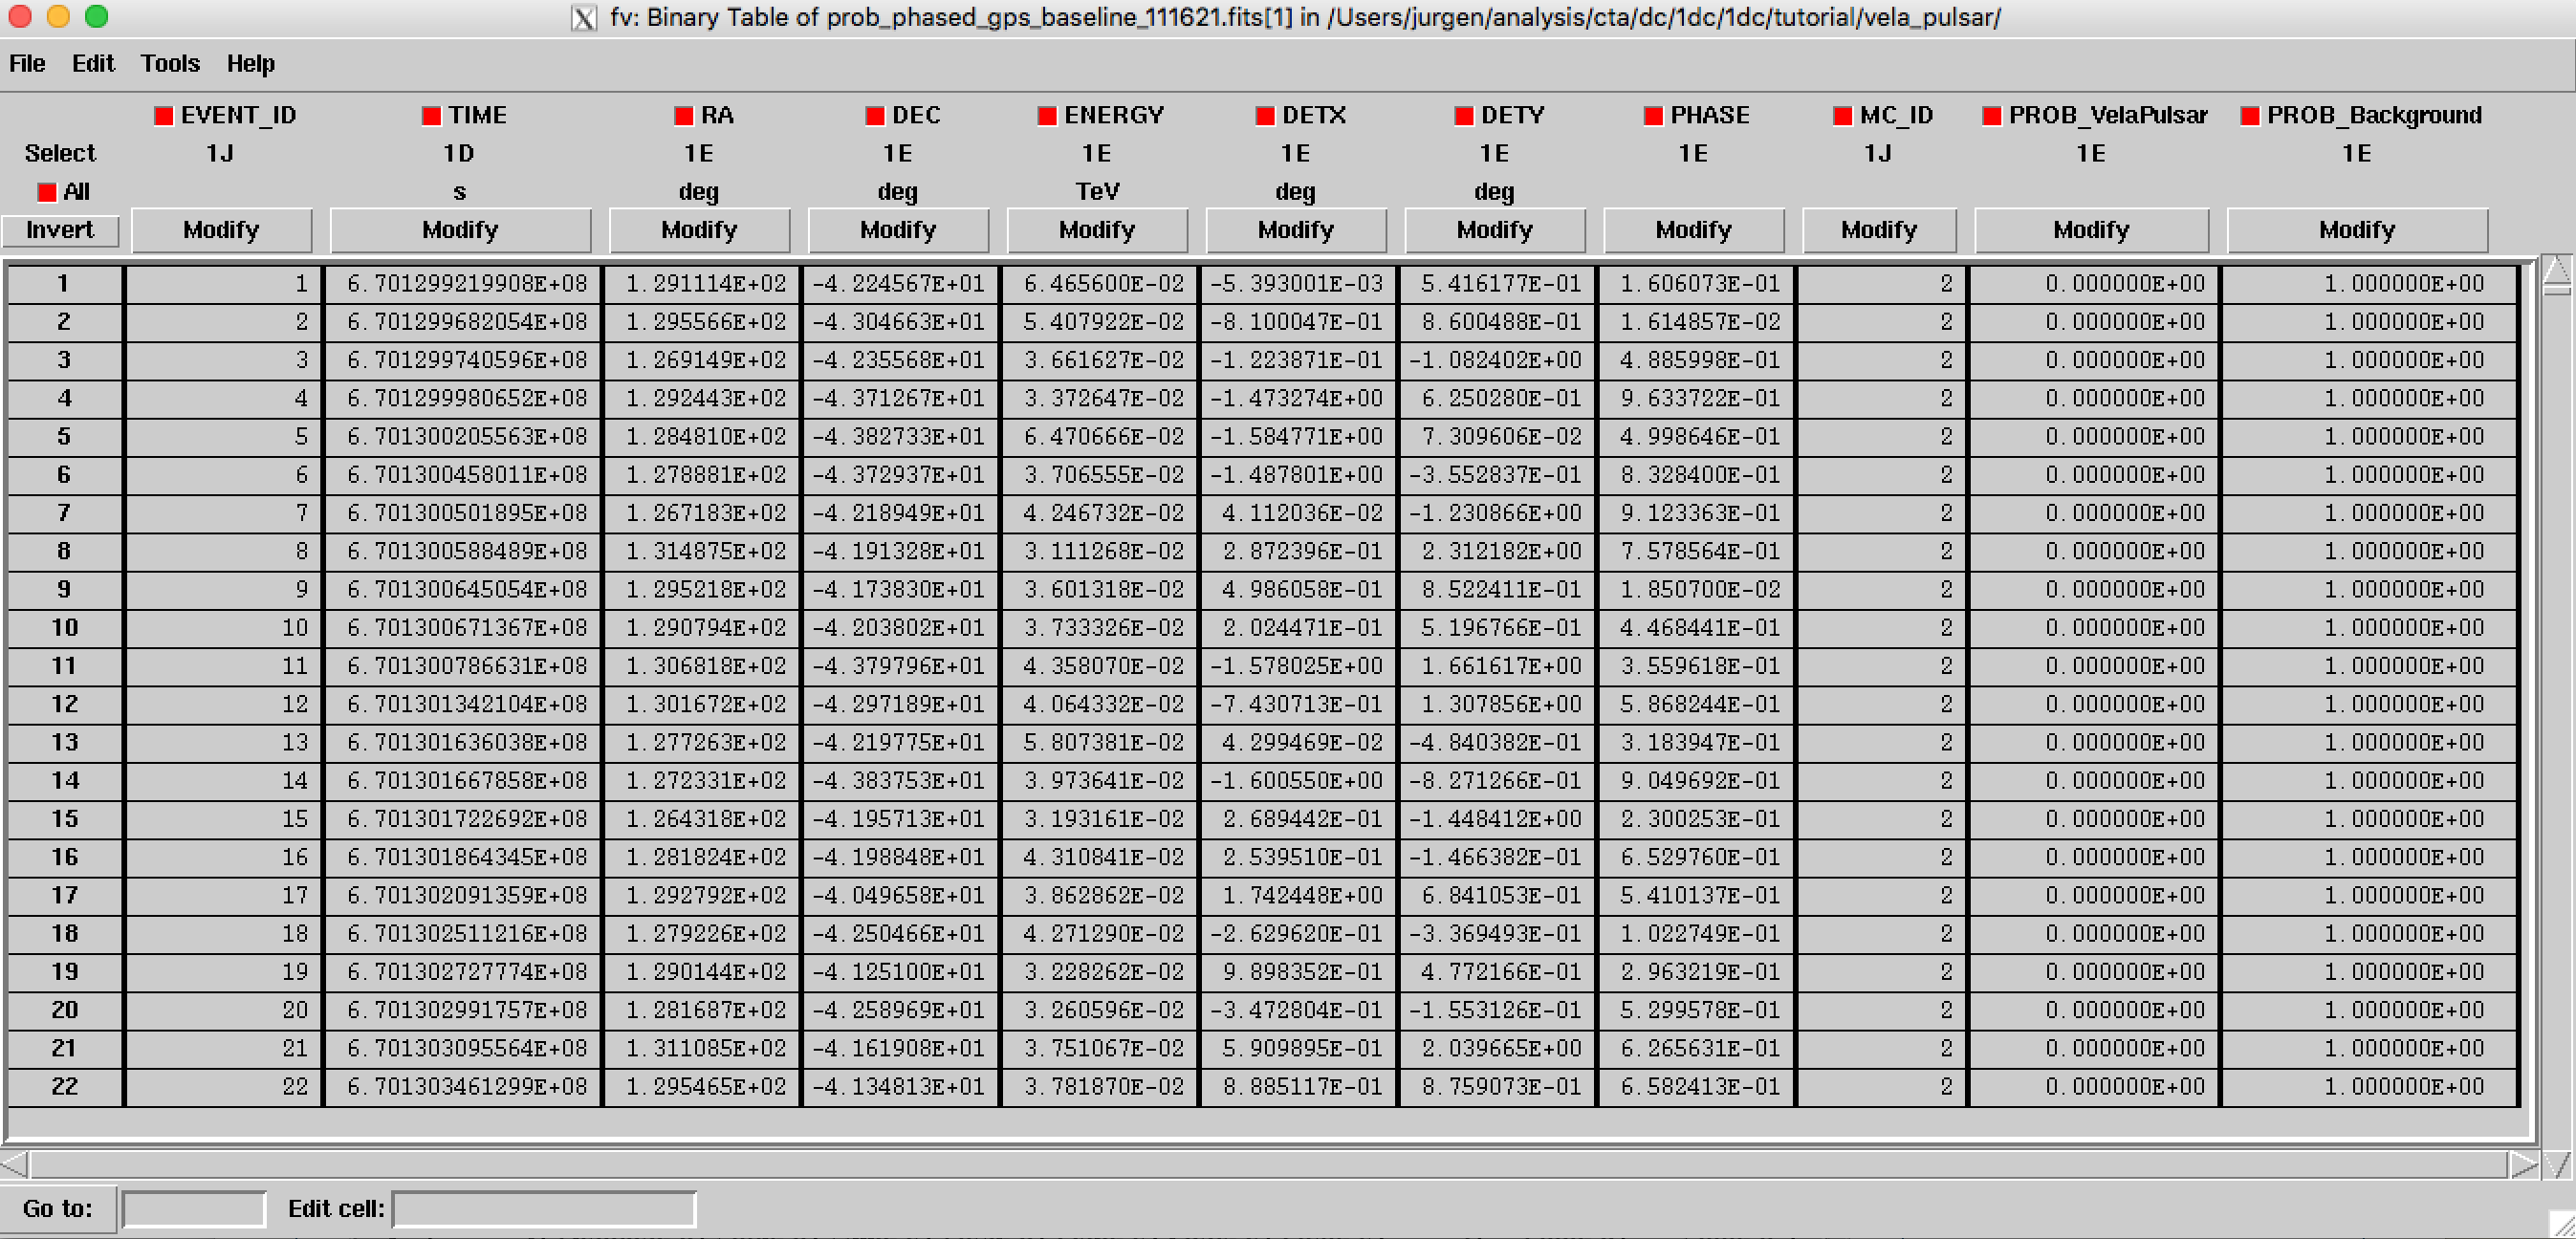 fv: Binary Table of prob_phased_gps_baseline_111621.fits[1] in /Users/jurgen/analysis/cta/dc/1dc/1dc/tutorial/vela_pulsar/
File Edit Tools Help
EVENT_ID TIME RA DEC ENERGY DETX DETY PHASE MC_ID PROB_VelaPulsar PROB_Background
Select 1J 1D 1E 1E 1E 1E 1E 1E 1J 1E 1E
All s deg deg TeV deg deg
Invert Modify Modify Modify Modify Modify Modify Modify Modify Modify Modify Modify
1 1 6.701299219908E+08 1.291114E+02 -4.224567E+01 6.465600E-02 -5.393001E-03 5.416177E-01 1.606073E-01 2 0.000000E+00 1.000000E+00
2 2 6.701299682054E+08 1.295566E+02 -4.304663E+01 5.407922E-02 -8.100047E-01 8.600488E-01 1.614857E-02 2 0.000000E+00 1.000000E+00
3 3 6.701299740596E+08 1.269149E+02 -4.235568E+01 3.661627E-02 -1.223871E-01 -1.082402E+00 4.885998E-01 2 0.000000E+00 1.000000E+00
4 4 6.701299980652E+08 1.292443E+02 -4.371267E+01 3.372647E-02 -1.473274E+00 6.250280E-01 9.633722E-01 2 0.000000E+00 1.000000E+00
5 5 6.701300205563E+08 1.284810E+02 -4.382733E+01 6.470666E-02 -1.584771E+00 7.309606E-02 4.998646E-01 2 0.000000E+00 1.000000E+00
6 6 6.701300458011E+08 1.278881E+02 -4.372937E+01 3.706555E-02 -1.487801E+00 -3.552837E-01 8.328400E-01 2 0.000000E+00 1.000000E+00
7 7 6.701300501895E+08 1.267183E+02 -4.218949E+01 4.246732E-02 4.112036E-02 -1.230866E+00 9.123363E-01 2 0.000000E+00 1.000000E+00
8 8 6.701300588489E+08 1.314875E+02 -4.191328E+01 3.111268E-02 2.872396E-01 2.312182E+00 7.578564E-01 2 0.000000E+00 1.000000E+00
9 9 6.701300645054E+08 1.295218E+02 -4.173830E+01 3.601318E-02 4.986058E-01 8.522411E-01 1.850700E-02 2 0.000000E+00 1.000000E+00
10 10 6.701300671367E+08 1.290794E+02 -4.203802E+01 3.733326E-02 2.024471E-01 5.196766E-01 4.468441E-01 2 0.000000E+00 1.000000E+00
11 11 6.701300786631E+08 1.306818E+02 -4.379796E+01 4.358070E-02 -1.578025E+00 1.661617E+00 3.559618E-01 2 0.000000E+00 1.000000E+00
12 12 6.701301342104E+08 1.301672E+02 -4.297189E+01 4.064332E-02 -7.430713E-01 1.307856E+00 5.868244E-01 2 0.000000E+00 1.000000E+00
13 13 6.701301636038E+08 1.277263E+02 -4.219775E+01 5.807381E-02 4.299469E-02 -4.840382E-01 3.183947E-01 2 0.000000E+00 1.000000E+00
14 14 6.701301667858E+08 1.272331E+02 -4.383753E+01 3.973641E-02 -1.600550E+00 -8.271266E-01 9.049692E-01 2 0.000000E+00 1.000000E+00
15 15 6.701301722692E+08 1.264318E+02 -4.195713E+01 3.193161E-02 2.689442E-01 -1.448412E+00 2.300253E-01 2 0.000000E+00 1.000000E+00
16 16 6.701301864345E+08 1.281824E+02 -4.198848E+01 4.310841E-02 2.539510E-01 -1.466382E-01 6.529760E-01 2 0.000000E+00 1.000000E+00
17 17 6.701302091359E+08 1.292792E+02 -4.049658E+01 3.862862E-02 1.742448E+00 6.841053E-01 5.410137E-01 2 0.000000E+00 1.000000E+00
18 18 6.701302511216E+08 1.279226E+02 -4.250466E+01 4.271290E-02 -2.629620E-01 -3.369493E-01 1.022749E-01 2 0.000000E+00 1.000000E+00
19 19 6.701302727774E+08 1.290144E+02 -4.125100E+01 3.228262E-02 9.898352E-01 4.772166E-01 2.963219E-01 2 0.000000E+00 1.000000E+00
20 20 6.701302991757E+08 1.281687E+02 -4.258969E+01 3.260596E-02 -3.472804E-01 -1.553126E-01 5.299578E-01 2 0.000000E+00 1.000000E+00
21 21 6.701303095564E+08 1.311085E+02 -4.161908E+01 3.751067E-02 5.909895E-01 2.039665E+00 6.265631E-01 2 0.000000E+00 1.000000E+00
22 22 6.701303461299E+08 1.295465E+02 -4.134813E+01 3.781870E-02 8.885117E-01 8.759073E-01 6.582413E-01 2 0.000000E+00 1.000000E+00
Go to: Edit cell: